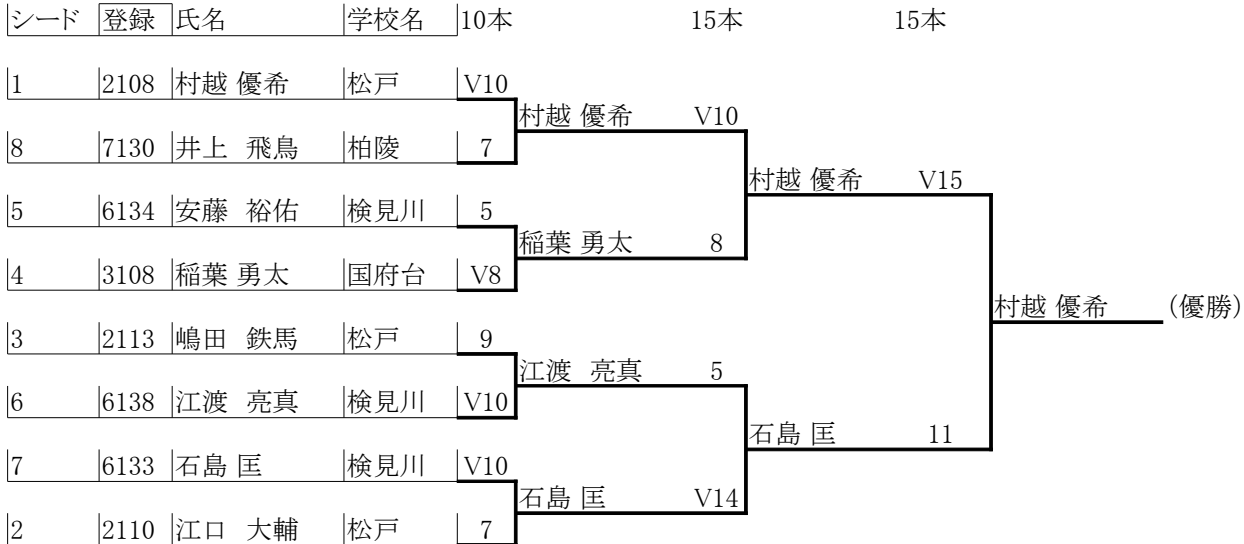 シード 登録 氏名 学校名 10本 15本 15本
1 2108 村越 優希 松戸 V10
村越 優希 V10
8 7130 井上 飛鳥 柏陵 7
村越 優希 V15
5 6134 安藤 裕佑 検見川 5
稲葉 勇太 8
4 3108 稲葉 勇太 国府台 V8
村越 優希 (優勝)
3 2113 嶋田 鉄馬 松戸 9
江渡 亮真 5
6 6138 江渡 亮真 検見川 V10
石島 匡 11
7 6133 石島 匡 検見川 V10
石島 匡 V14
2 2110 江口 大輔 松戸 7